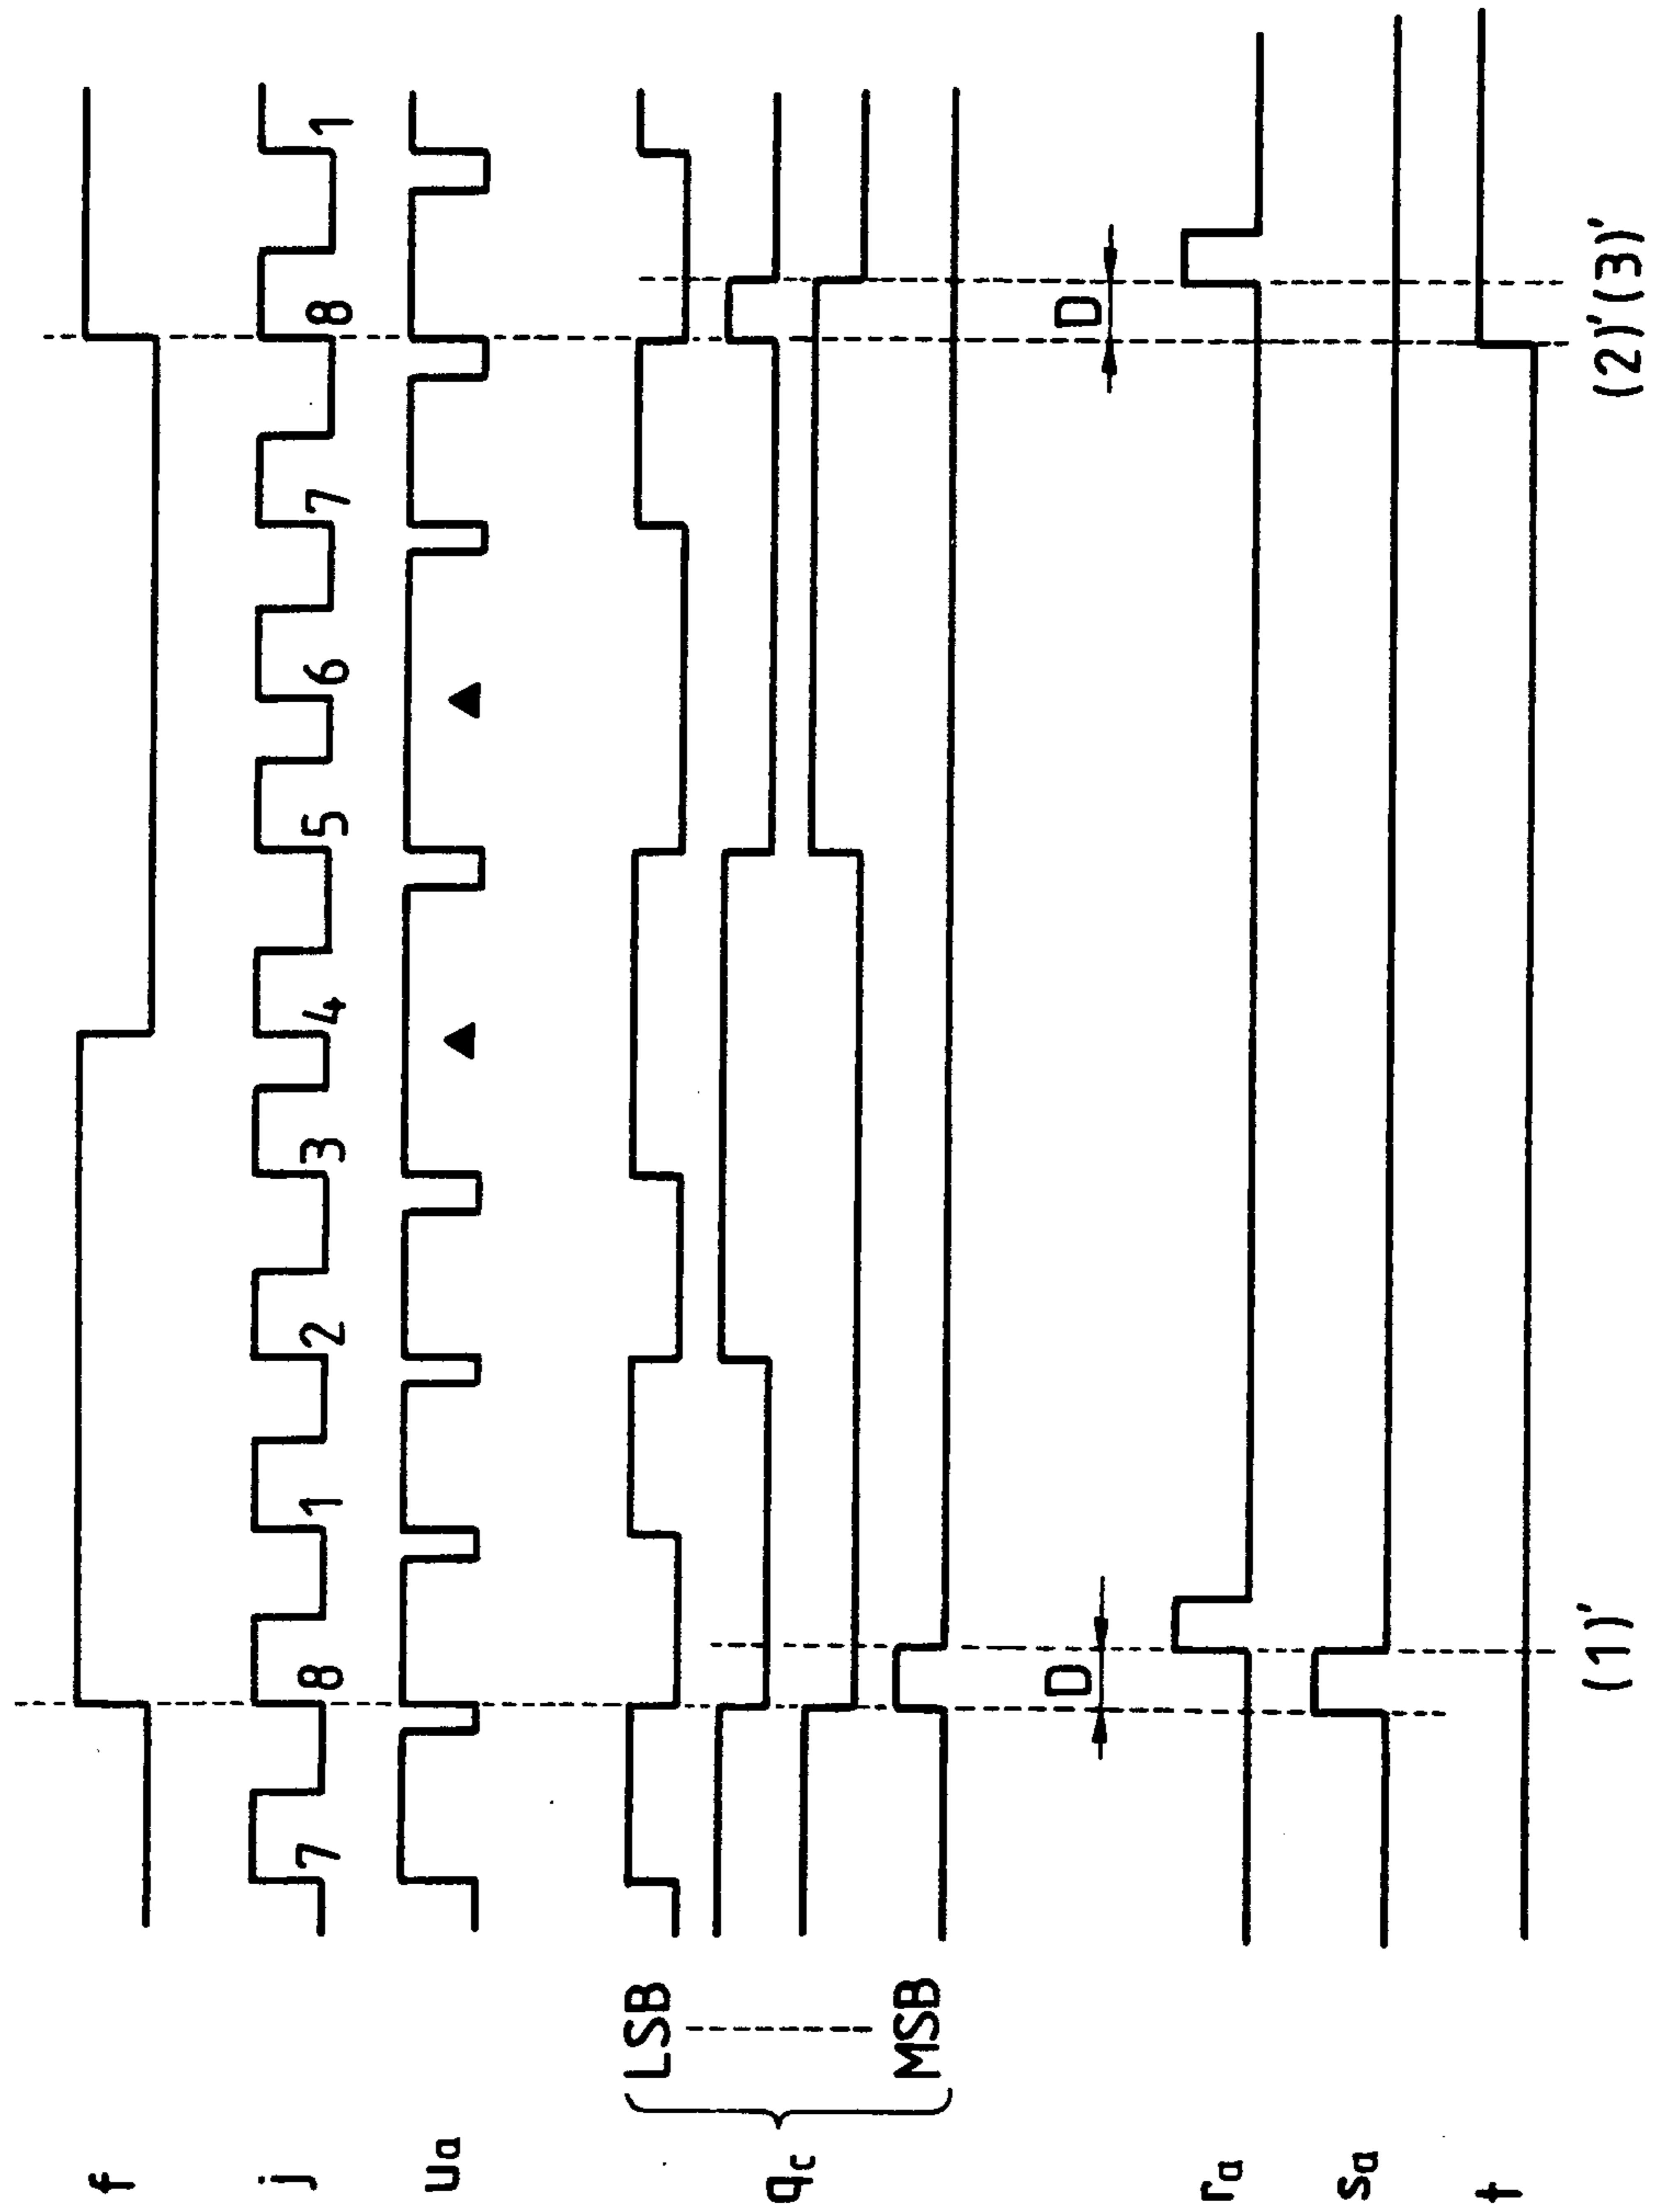 f
j
7 8 1 2 3 4 5 6 7 8 1
ua
qc
LSB
MSB
D
D
ra
sa
t
(1)' (2)'(3)'